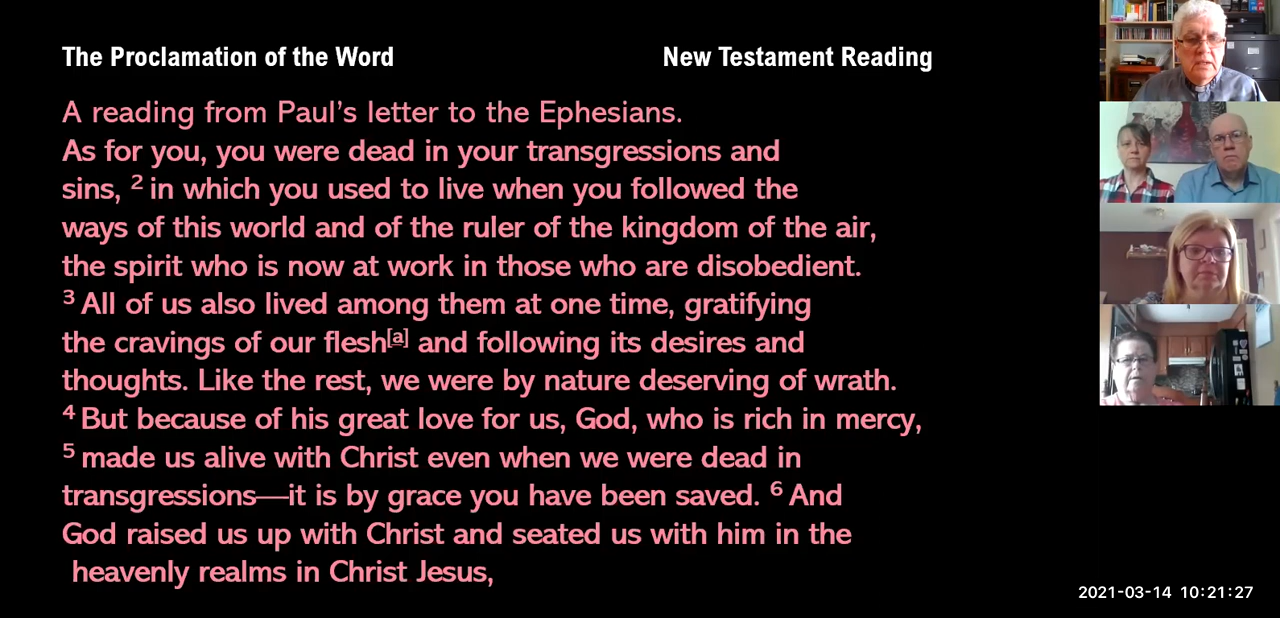 The Proclamation of the Word New Testament Reading
A reading from Paul’s letter to the Ephesians.
As for you, you were dead in your transgressions and
sins, 2 in which you used to live when you followed the
ways of this world and of the ruler of the kingdom of the air,
the spirit who is now at work in those who are disobedient.
3 All of us also lived among them at one time, gratifying
the cravings of our flesh[a] and following its desires and
thoughts. Like the rest, we were by nature deserving of wrath.
4 But because of his great love for us, God, who is rich in mercy,
5 made us alive with Christ even when we were dead in
transgressions—it is by grace you have been saved. 6 And
God raised us up with Christ and seated us with him in the
heavenly realms in Christ Jesus,
2021-03-14 10:21:27